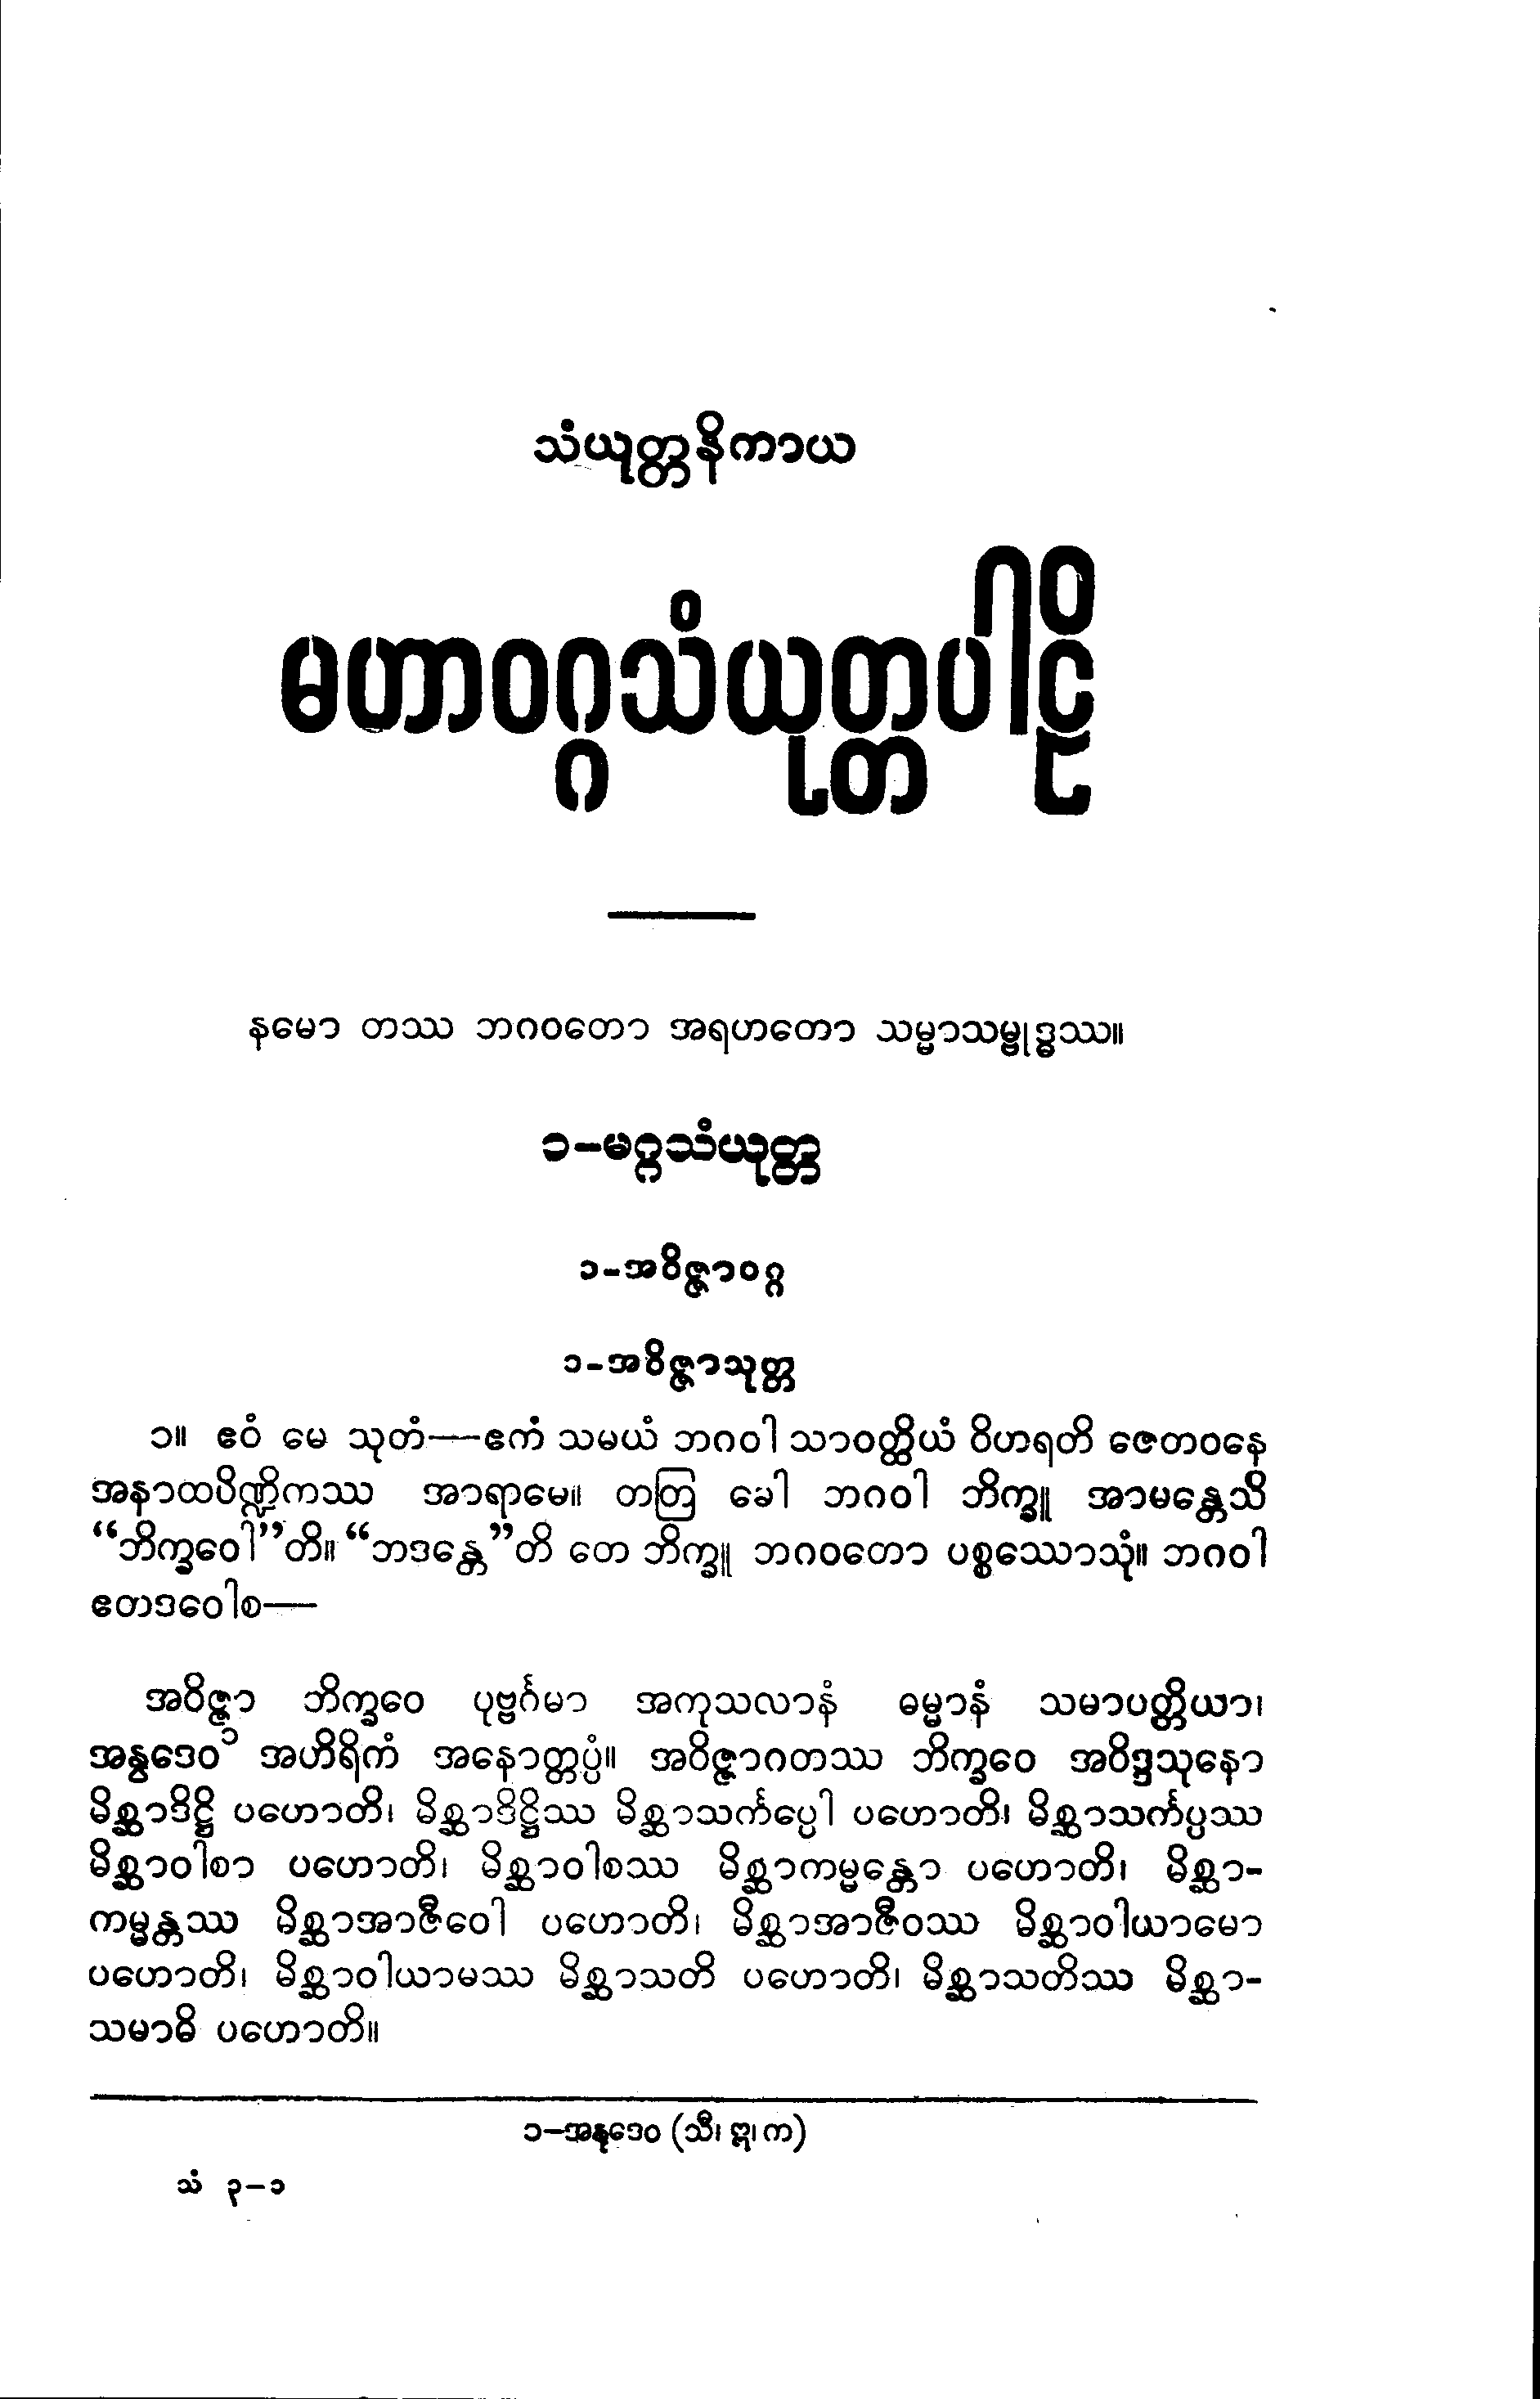 သံယုတ္တနိကာယ
မဟာဝဂ္ဂသံယုတ္တပါဠိ
နမော တဿ ဘဂဝတော အရဟတော သမ္မာသမ္ဗုဒ္ဓဿ။
၁-မဂ္ဂသံယုတ္တ
၁-အဝိဇ္ဇာဝဂ္ဂ
၁-အဝိဇ္ဇာသုတ္တ
၁။ ဧဝံ မေ သုတံ—ဧကံ သမယံ ဘဂဝါ သာဝတ္ထိယံ ဝိဟရတိ ဇေတဝနေ
အနာထပိဏ္ဍိကဿ အာရာမေ။ တတြ ခေါ ဘဂဝါ ဘိက္ခူ အာမန္တေသိ
“ဘိက္ခဝေါ”တိ။ “ဘဒန္တေ”တိ တေ ဘိက္ခူ ဘဂဝတော ပစ္စဿောသုံ။ ဘဂဝါ
ဧတဒဝေါစ—
အဝိဇ္ဇာ ဘိက္ခဝေ ပုဗ္ဗင်္ဂမာ အကုသလာနံ ဓမ္မာနံ သမာပတ္တိယာ၊
အနွဒေဝ ၁ အဟိရိကံ အနောတ္တပ္ပံ။ အဝိဇ္ဇာဂတဿ ဘိက္ခဝေ အဝိဒ္ဒသုနော
မိစ္ဆာဒိဋ္ဌိ ပဟောတိ၊ မိစ္ဆာဒိဋ္ဌိဿ မိစ္ဆာသင်္ကပ္ပေါ ပဟောတိ၊ မိစ္ဆာသင်္ကပ္ပဿ
မိစ္ဆာဝါစာ ပဟောတိ၊ မိစ္ဆာဝါစဿ မိစ္ဆာကမ္မန္တော ပဟောတိ၊ မိစ္ဆာ-
ကမ္မန္တဿ မိစ္ဆာအာဇီဝေါ ပဟောတိ၊ မိစ္ဆာအာဇီဝဿ မိစ္ဆာဝါယာမော
ပဟောတိ၊ မိစ္ဆာဝါယာမဿ မိစ္ဆာသတိ ပဟောတိ၊ မိစ္ဆာသတိဿ မိစ္ဆာ-
သမာဓိ ပဟောတိ။
၁-အနုဒေဝ (သီ၊ ဣ၊ က)
သံ ၃-၁